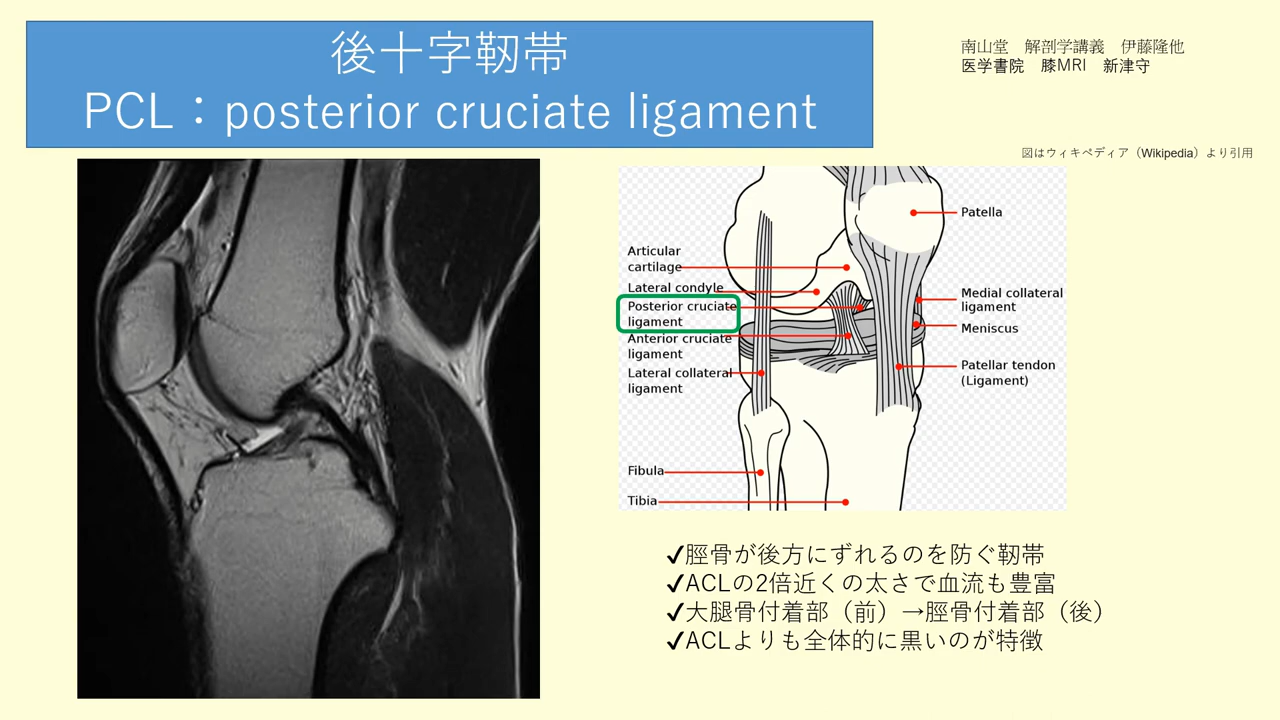 後十字靭帯
PCL：posterior cruciate ligament
南山堂　解剖学講義　伊藤隆他
医学書院　膝MRI　新津守
図はウィキペディア（Wikipedia）より引用
Patella
Articular
cartilage
Lateral condyle
Posterior cruciate
ligament
Anterior cruciate
ligament
Lateral collateral
ligament
Medial collateral
ligament
Meniscus
Patellar tendon
(Ligament)
Fibula
Tibia
✓脛骨が後方にずれるのを防ぐ靭帯
✓ACLの2倍近くの太さで血流も豊富
✓大腿骨付着部（前）→脛骨付着部（後）
✓ACLよりも全体的に黒いのが特徴